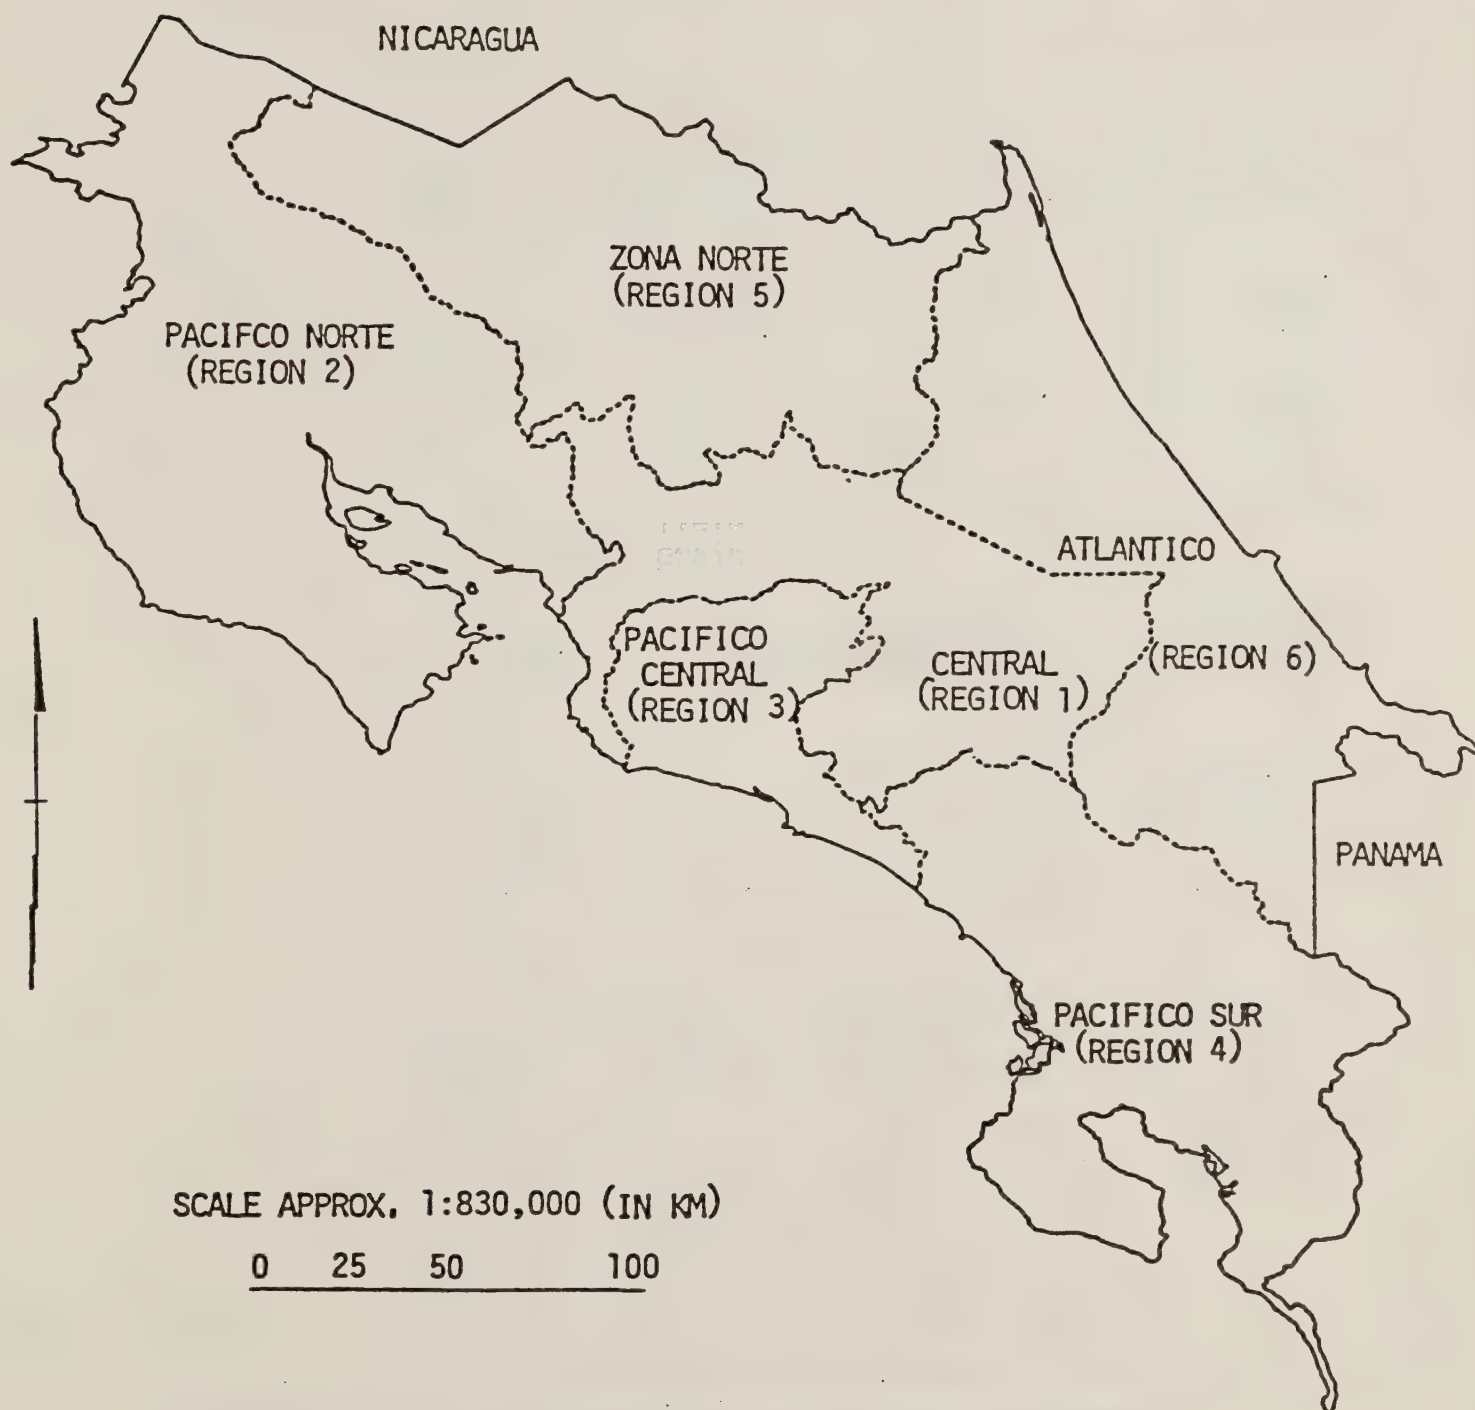 NICARAGUA
ZONA NORTE
(REGION 5)
PACIFCO NORTE
(REGION 2)
ATLANTICO
(REGION 6)
PACIFICO
CENTRAL
(REGION 3)
CENTRAL
(REGION 1)
PANAMA
PACIFICO SUR
(REGION 4)
SCALE APPROX. 1:830,000 (IN KM)
0 25 50 100